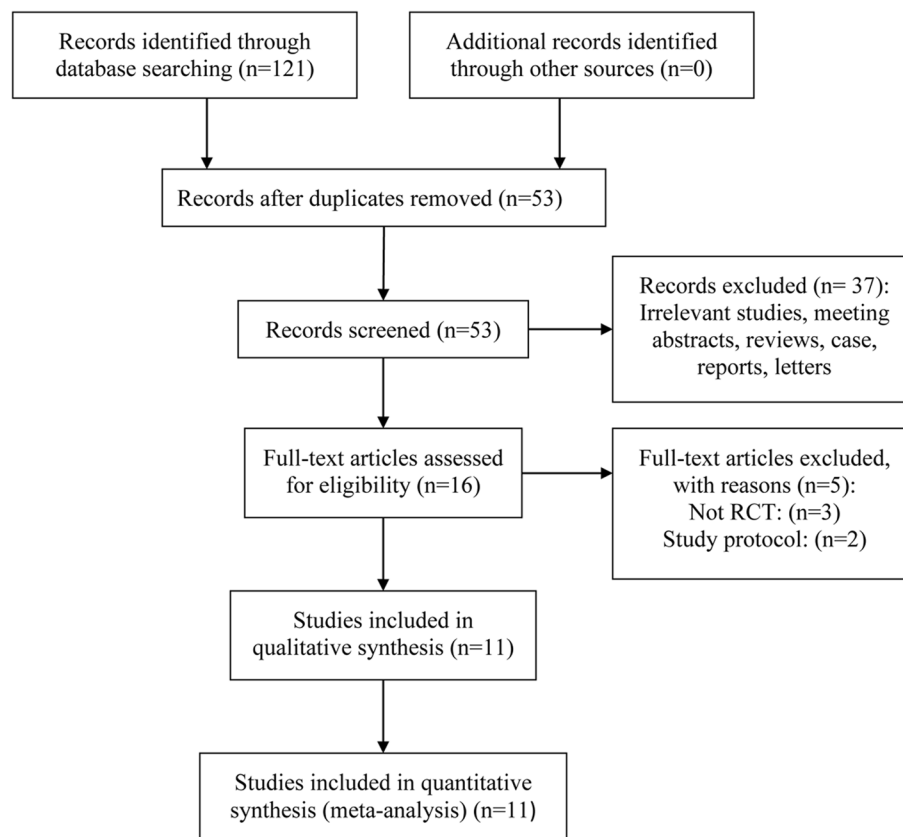 Records identified through
database searching (n=121)
Additional records identified
through other sources (n=0)
Records after duplicates removed (n=53)
Records screened (n=53)
Records excluded (n= 37):
Irrelevant studies, meeting
abstracts, reviews, case,
reports, letters
Full-text articles assessed
for eligibility (n=16)
Full-text articles excluded,
with reasons (n=5):
Not RCT: (n=3)
Study protocol: (n=2)
Studies included in
qualitative synthesis (n=11)
Studies included in quantitative
synthesis (meta-analysis) (n=11)